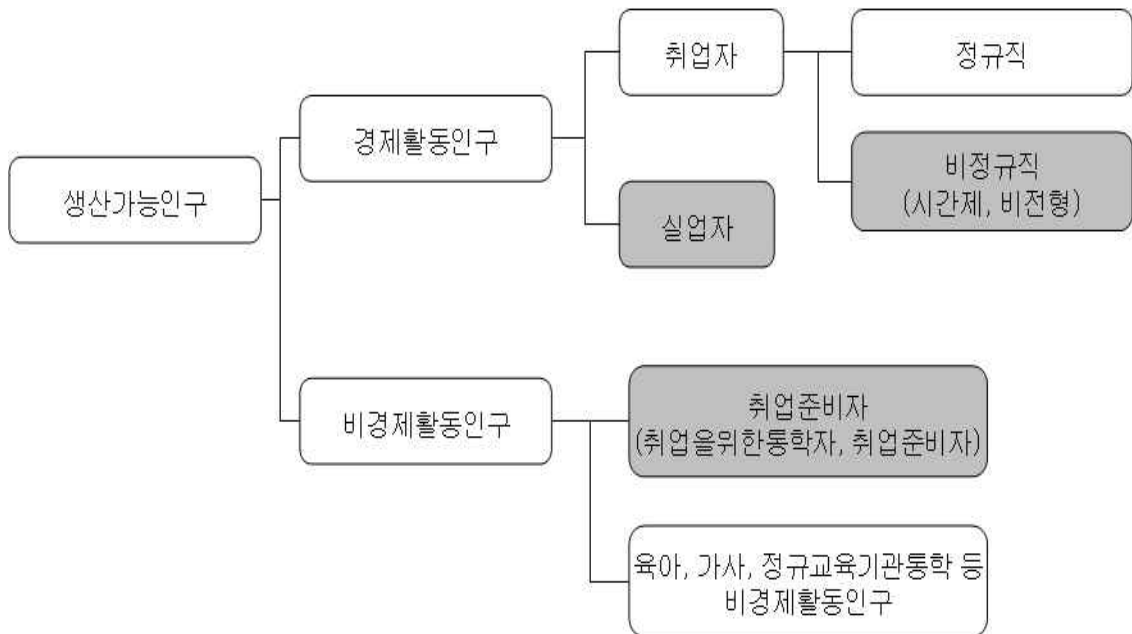 취업자
정규직
경제활동인구
비정규직
(시간제, 비전형)
생산가능인구
실업자
비경제활동인구
취업준비자
(취업을위한통학자, 취업준비자)
육아, 가사, 정규교육기관통학 등
비경제활동인구